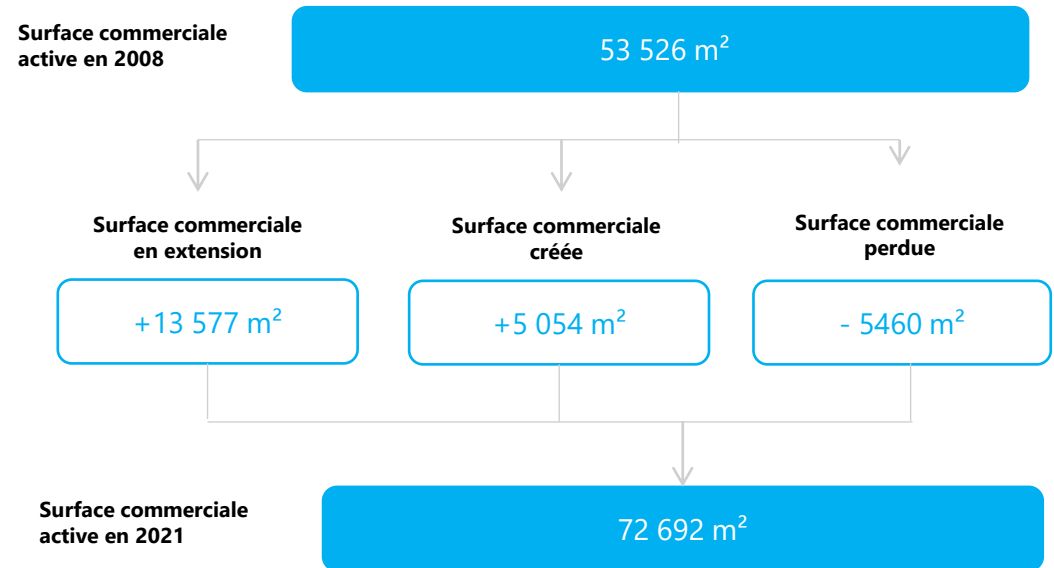 Surface commerciale
active en 2008
53 526 m²
Surface commerciale
en extension
Surface commerciale
créée
Surface commerciale
perdue
+13 577 m²
+5 054 m²
- 5460 m²
Surface commerciale
active en 2021
72 692 m²